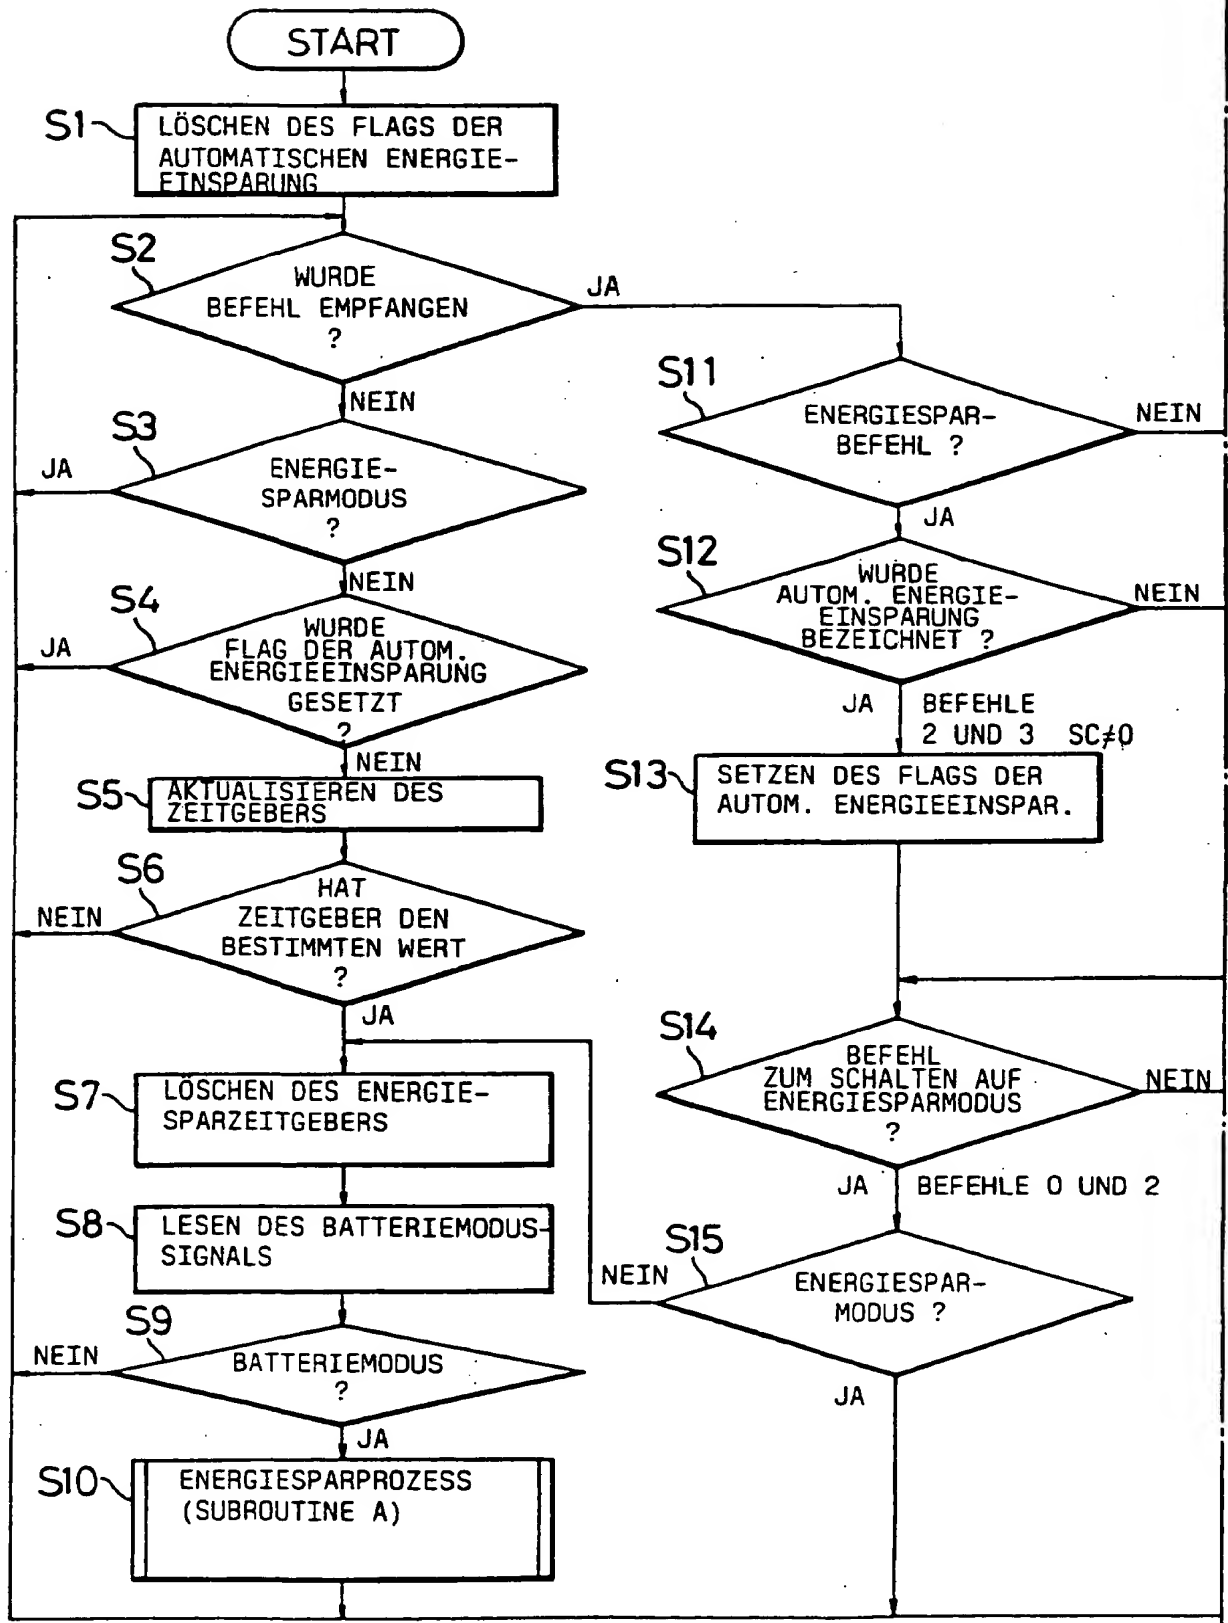 START
S1
LÖSCHEN DES FLAGS DER
AUTOMATISCHEN ENERGIE-
EINSPARUNG
S2
WURDE
BEFEHL EMPFANGEN
?
JA
NEIN
S3
ENERGIE-
SPARMODUS
?
JA
NEIN
S4
WURDE
FLAG DER AUTOM.
ENERGIEEINSPARUNG
GESETZT
?
JA
NEIN
S5
AKTUALISIEREN DES
ZEITGEBERS
S6
HAT
ZEITGEBER DEN
BESTIMMTEN WERT
?
NEIN
JA
S7
LÖSCHEN DES ENERGIE-
SPARZEITGEBERS
S8
LESEN DES BATTERIEMODUS-
SIGNALS
S9
BATTERIEMODUS
?
NEIN
JA
S10
ENERGIESPARPROZESS
(SUBROUTINE A)
S11
ENERGIESPAR-
BEFEHL ?
NEIN
JA
S12
WURDE
AUTOM. ENERGIE-
EINSPARUNG
BEZEICHNET ?
NEIN
JA BEFEHLE
2 UND 3 SC≠0
S13
SETZEN DES FLAGS DER
AUTOM. ENERGIEEINSPAR.
S14
BEFEHL
ZUM SCHALTEN AUF
ENERGIESPARMODUS
?
NEIN
JA BEFEHLE 0 UND 2
S15
ENERGIESPAR-
MODUS ?
NEIN
JA